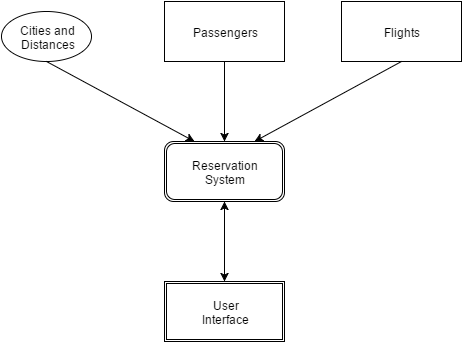 Cities and
Distances
Passengers
Flights
Reservation
System
User
Interface